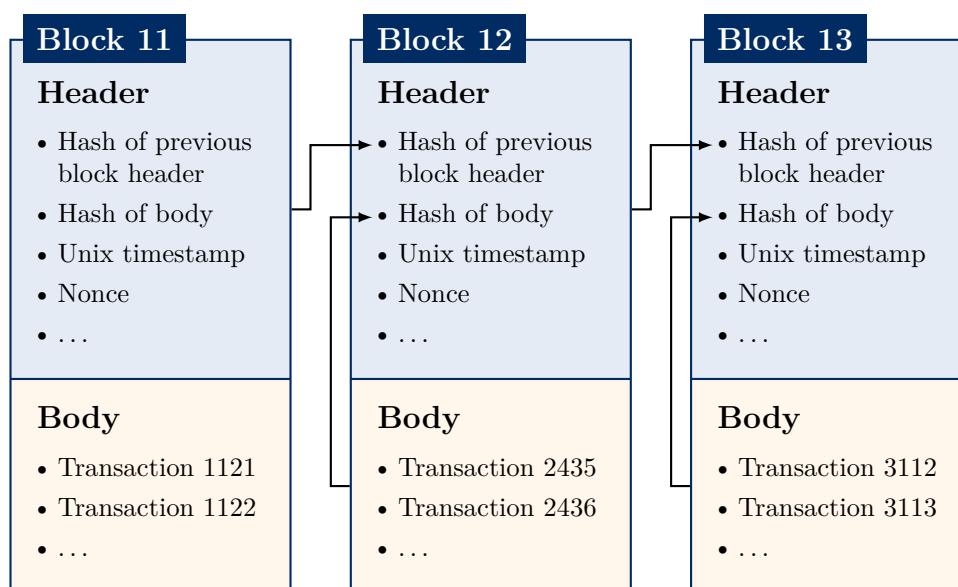 Block 11
Header
• Hash of previous
block header
• Hash of body
• Unix timestamp
• Nonce
• . . .
Body
• Transaction 1121
• Transaction 1122
• . . .
Block 12
Header
• Hash of previous
block header
• Hash of body
• Unix timestamp
• Nonce
• . . .
Body
• Transaction 2435
• Transaction 2436
• . . .
Block 13
Header
• Hash of previous
block header
• Hash of body
• Unix timestamp
• Nonce
• . . .
Body
• Transaction 3112
• Transaction 3113
• . . .